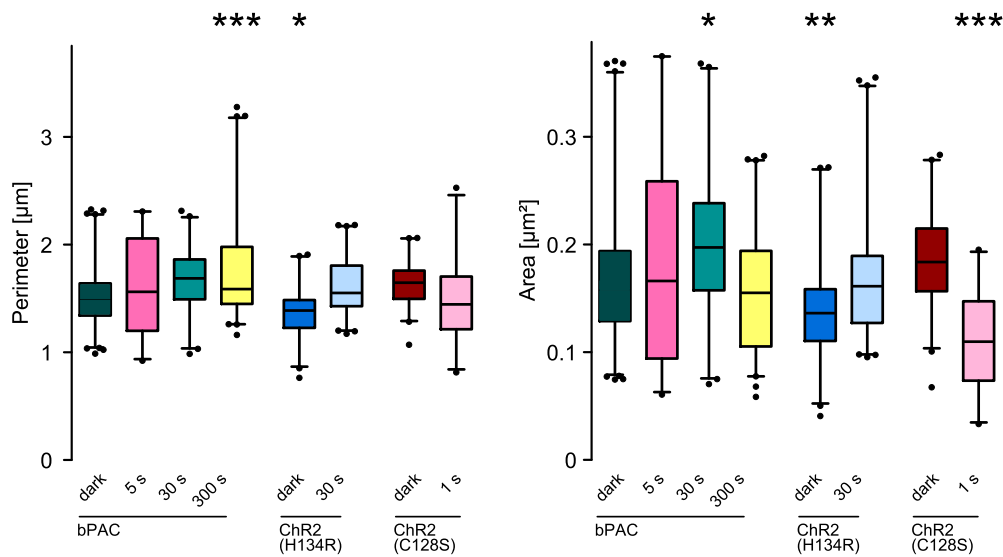 *** *
3
2
1
0
Perimeter [µm]
dark 5 s 30 s 300 s dark 30 s dark 1 s
bPAC ChR2 (H134R) ChR2 (C128S)
* ** ***
0.3
0.2
0.1
0
Area [µm²]
dark 5 s 30 s 300 s dark 30 s dark 1 s
bPAC ChR2 (H134R) ChR2 (C128S)